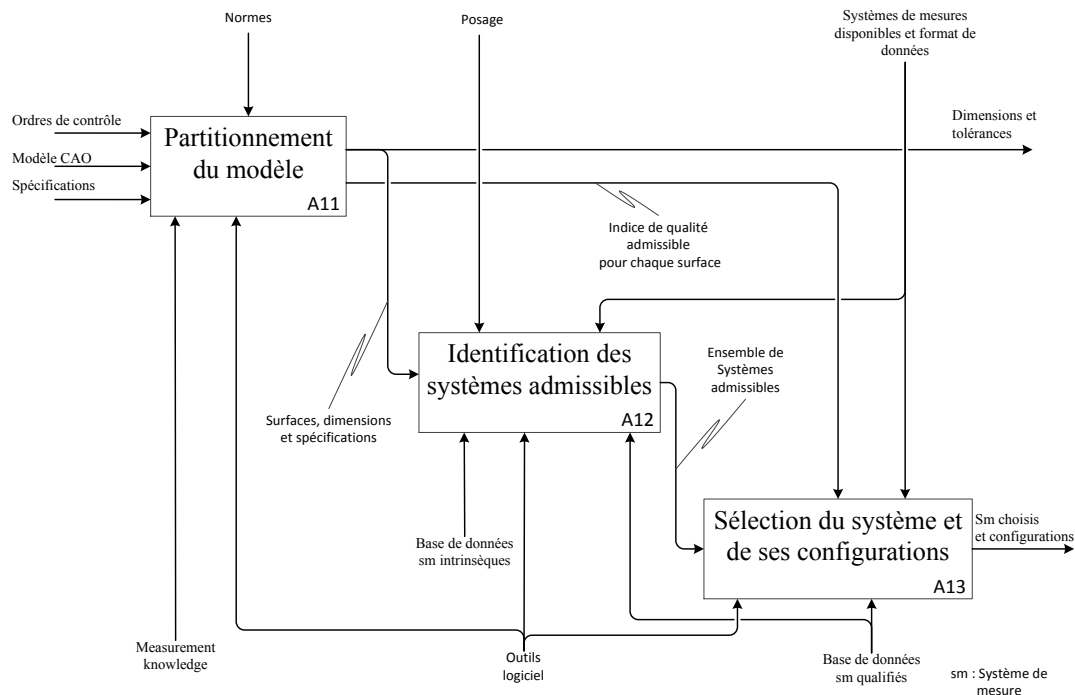 Normes
Posage
Systèmes de mesures
disponibles et format de
données
Ordres de contrôle
Modèle CAO
Spécifications
Partitionnement
du modèle
A11
Dimensions et
tolérances
Indice de qualité
admissible
pour chaque surface
Identification des
systèmes admissibles
A12
Ensemble de
Systèmes
admissibles
Surfaces, dimensions
et spécifications
Sélection du système et
de ses configurations
A13
Sm choisis
et configurations
Base de données
sm intrinsèques
Measurement
knowledge
Outils
logiciel
Base de données
sm qualifiés
sm : Système de
mesure